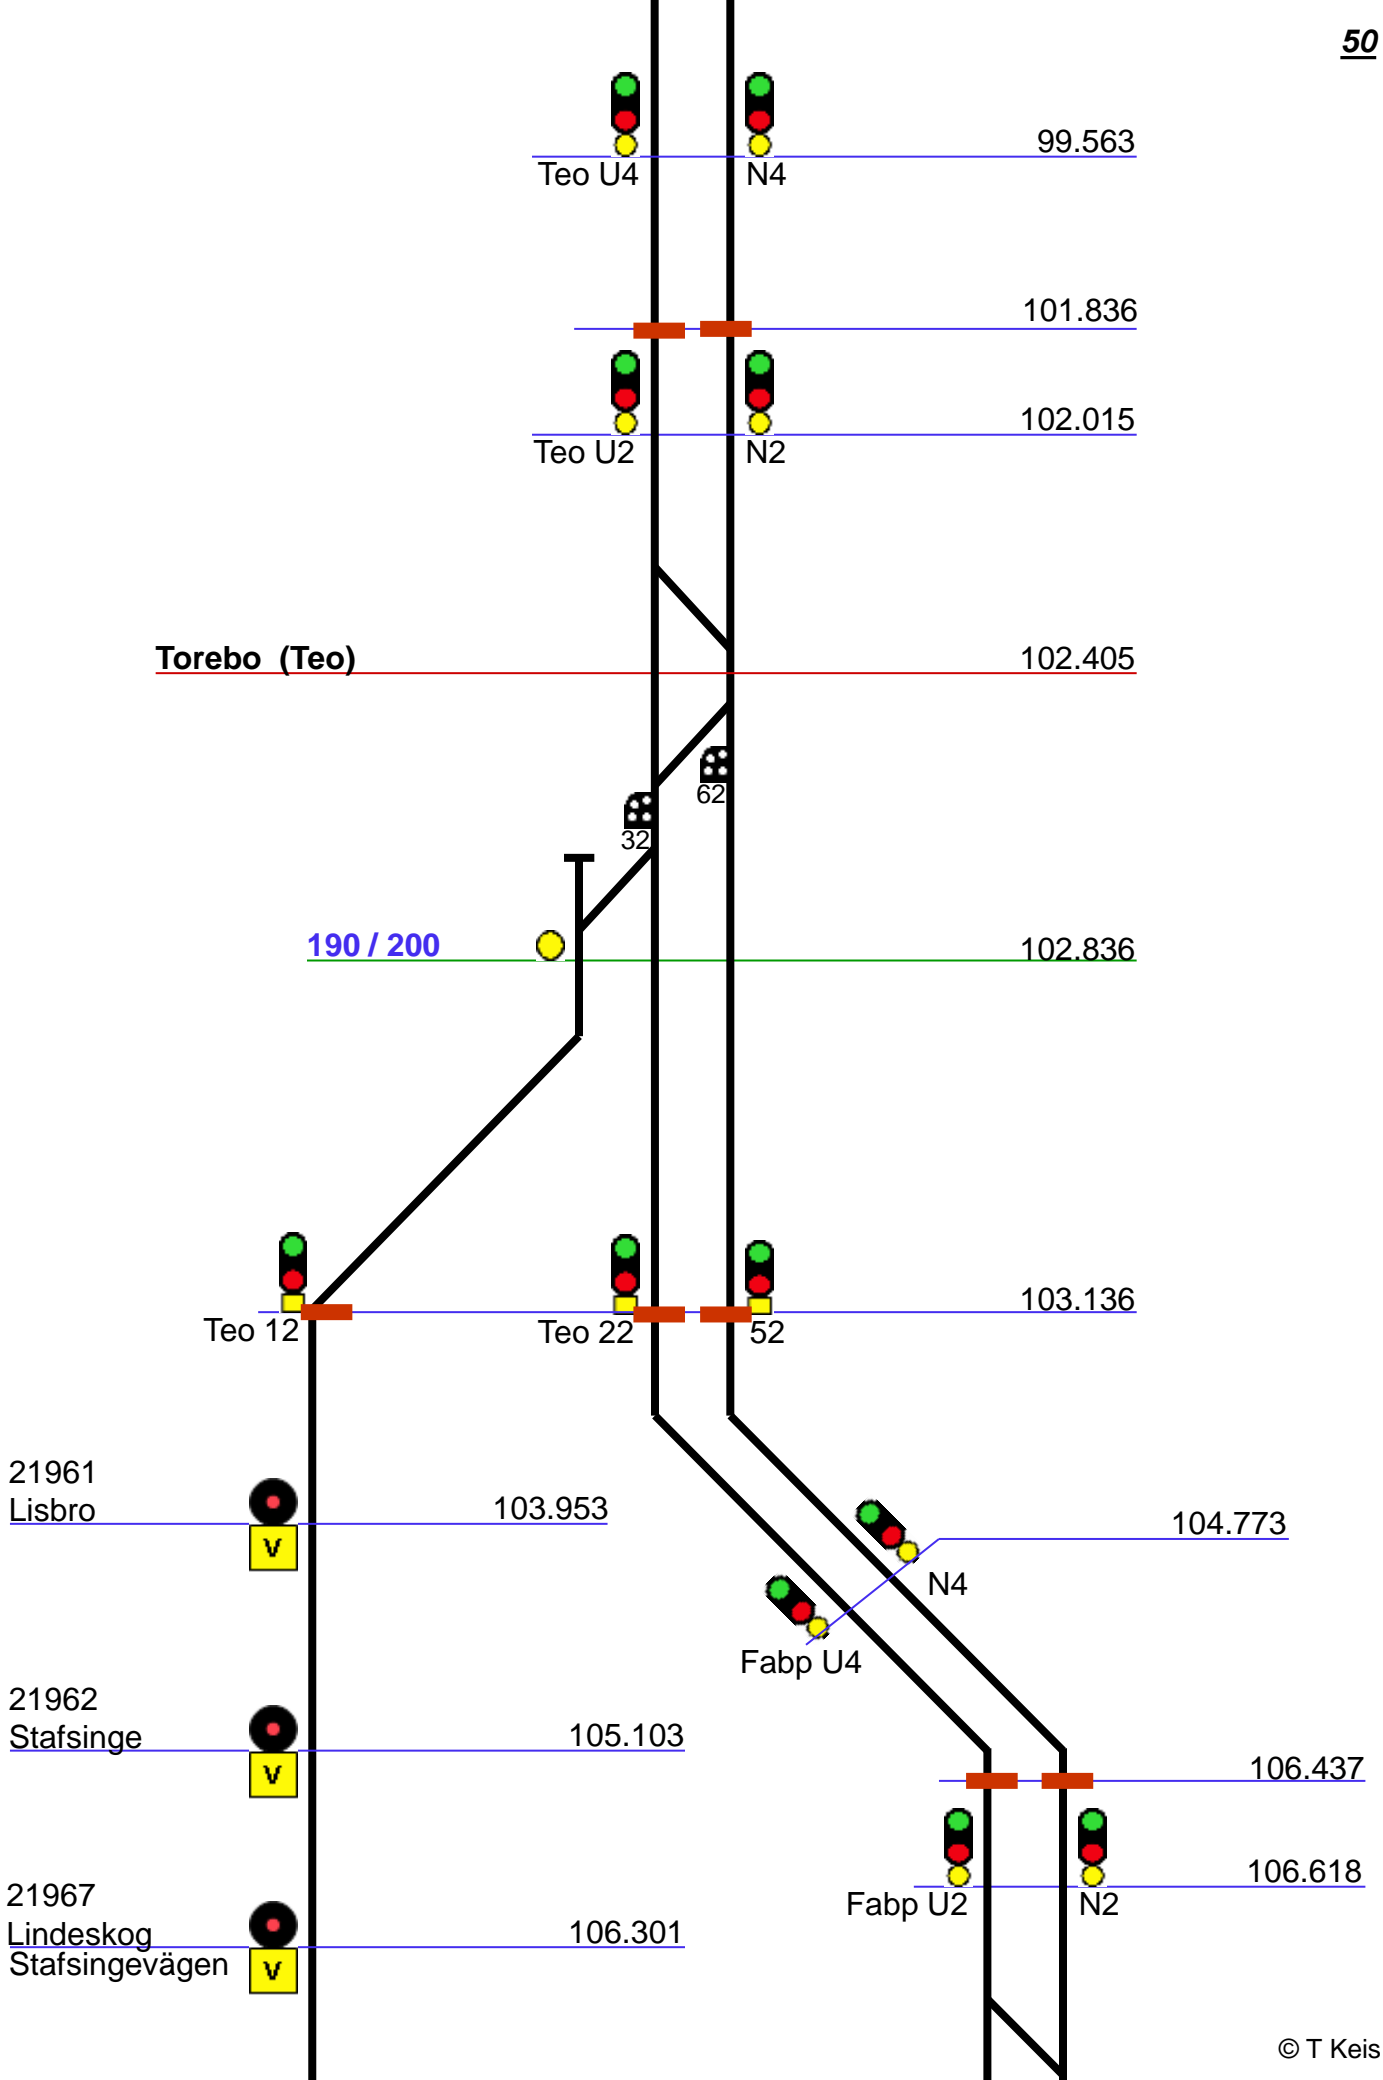 50
99.563
Teo U4 N4
101.836
102.015
Teo U2 N2
Torebo (Teo) 102.405
62
32
190 / 200 102.836
103.136
Teo 12 Teo 22 52
21961
Lisbro 103.953
V
104.773
N4
Fabp U4
21962
Stafsinge 105.103
V
106.437
106.618
Fabp U2 N2
21967
Lindeskog 106.301
Stafsingevägen V
© T Keis